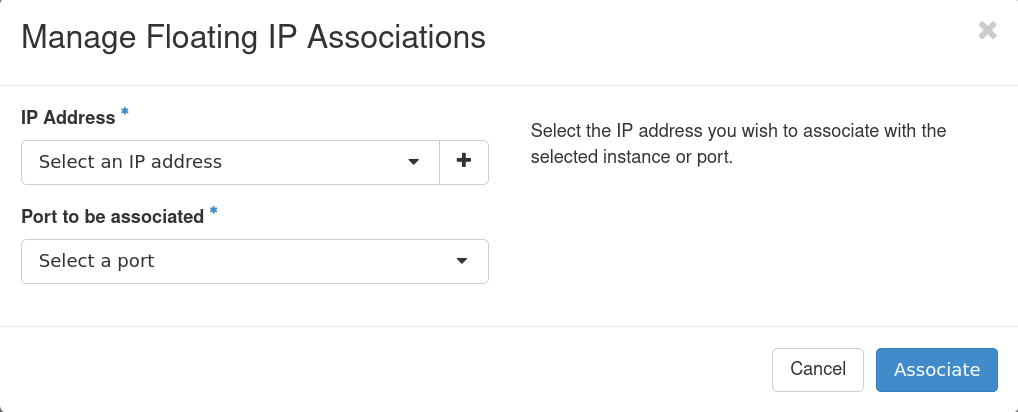 Manage Floating IP Associations
IP Address *
Select an IP address
Select the IP address you wish to associate with the
selected instance or port.
Port to be associated *
Select a port
Cancel
Associate